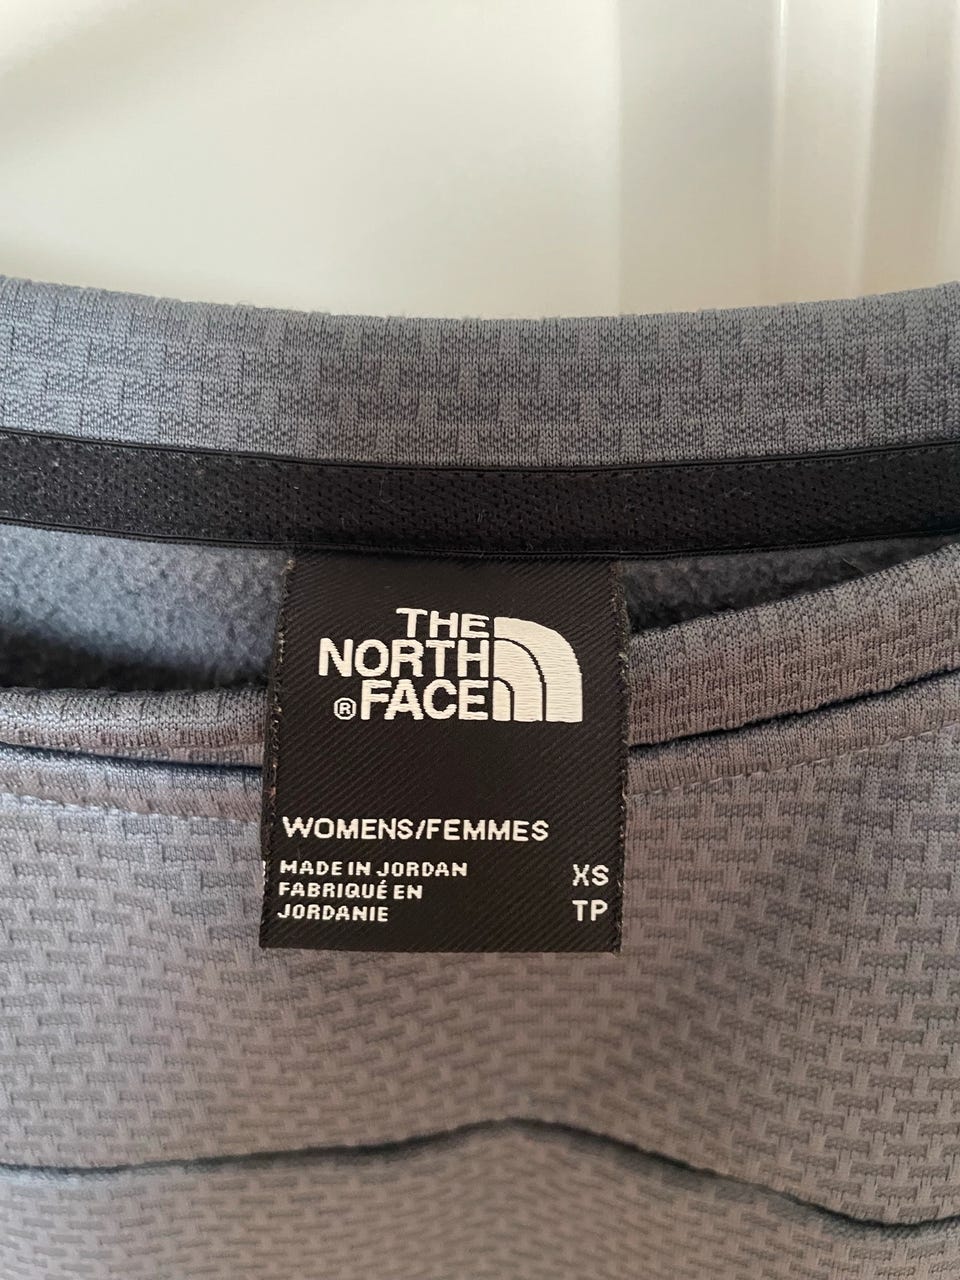 THE
NORTH
®FACE
WOMENS/FEMMES
MADE IN JORDAN XS
FABRIQUÉ EN
JORDANIE TP